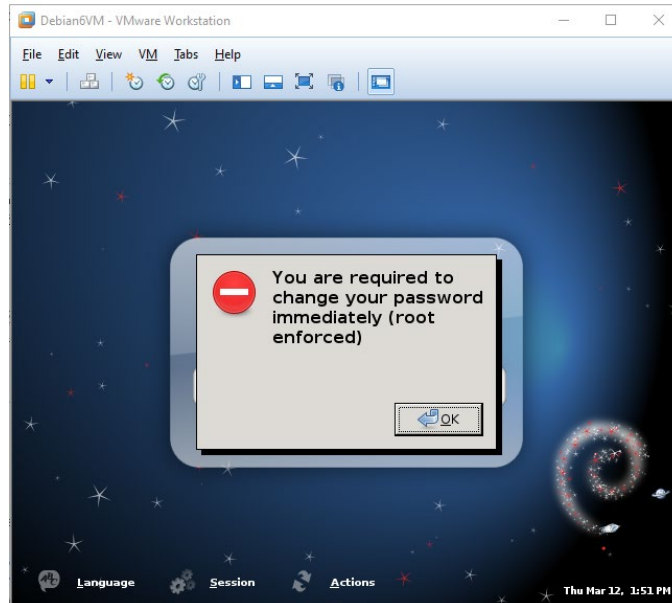 Debian6VM - VMware Workstation
File Edit View VM Tabs Help
You are required to
change your password
immediately (root
enforced)
OK
Language Session Actions
Thu Mar 12, 1:51 PM